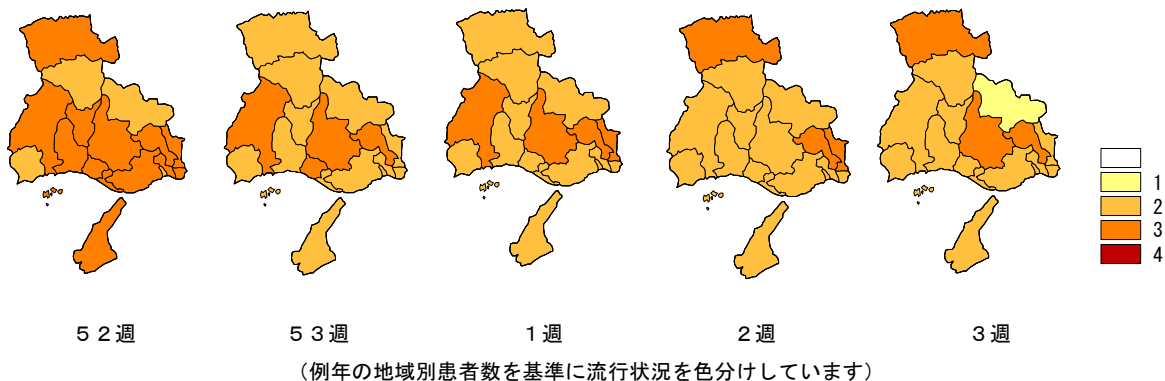 1
2
3
4
５２週
５３週
１週
２週
３週
（例年の地域別患者数を基準に流行状況を色分けしています）